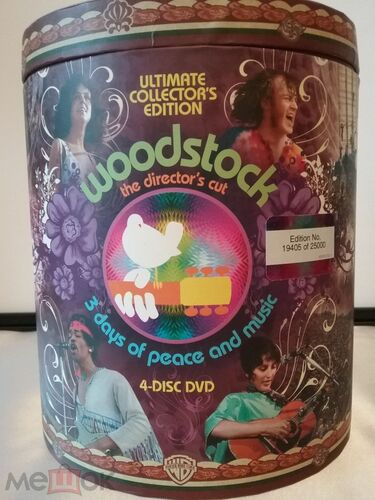 ULTIMATE
COLLECTOR'S
EDITION
woodstock
the director's cut
Edition No.
19405 of 25000
3 days of peace and music
4-DISC DVD
WB
мешок